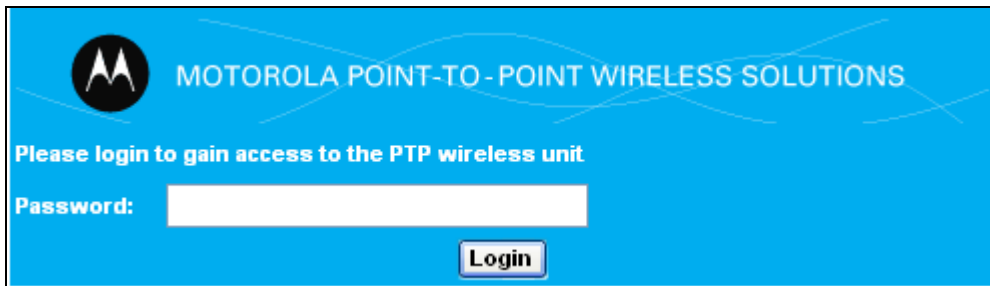 MOTOROLA POINT-TO-POINT WIRELESS SOLUTIONS
Please login to gain access to the PTP wireless unit
Password:
Login